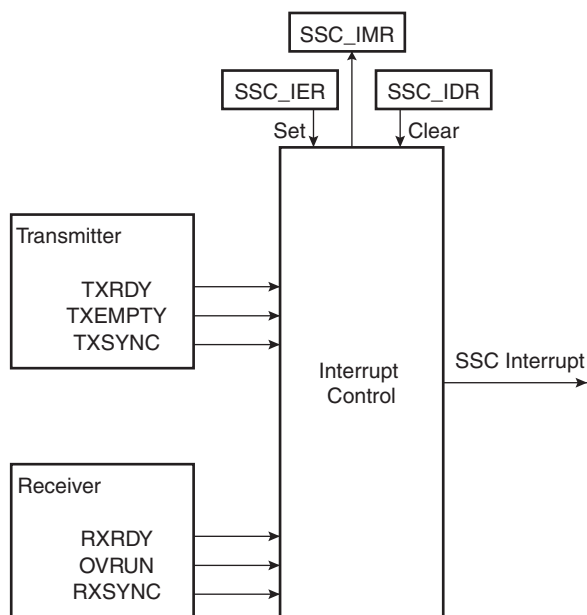 SSC_IMR
SSC_IER
SSC_IDR
Set
Clear
Transmitter
TXRDY
TXEMPTY
TXSYNC
Interrupt
Control
SSC Interrupt
Receiver
RXRDY
OVRUN
RXSYNC